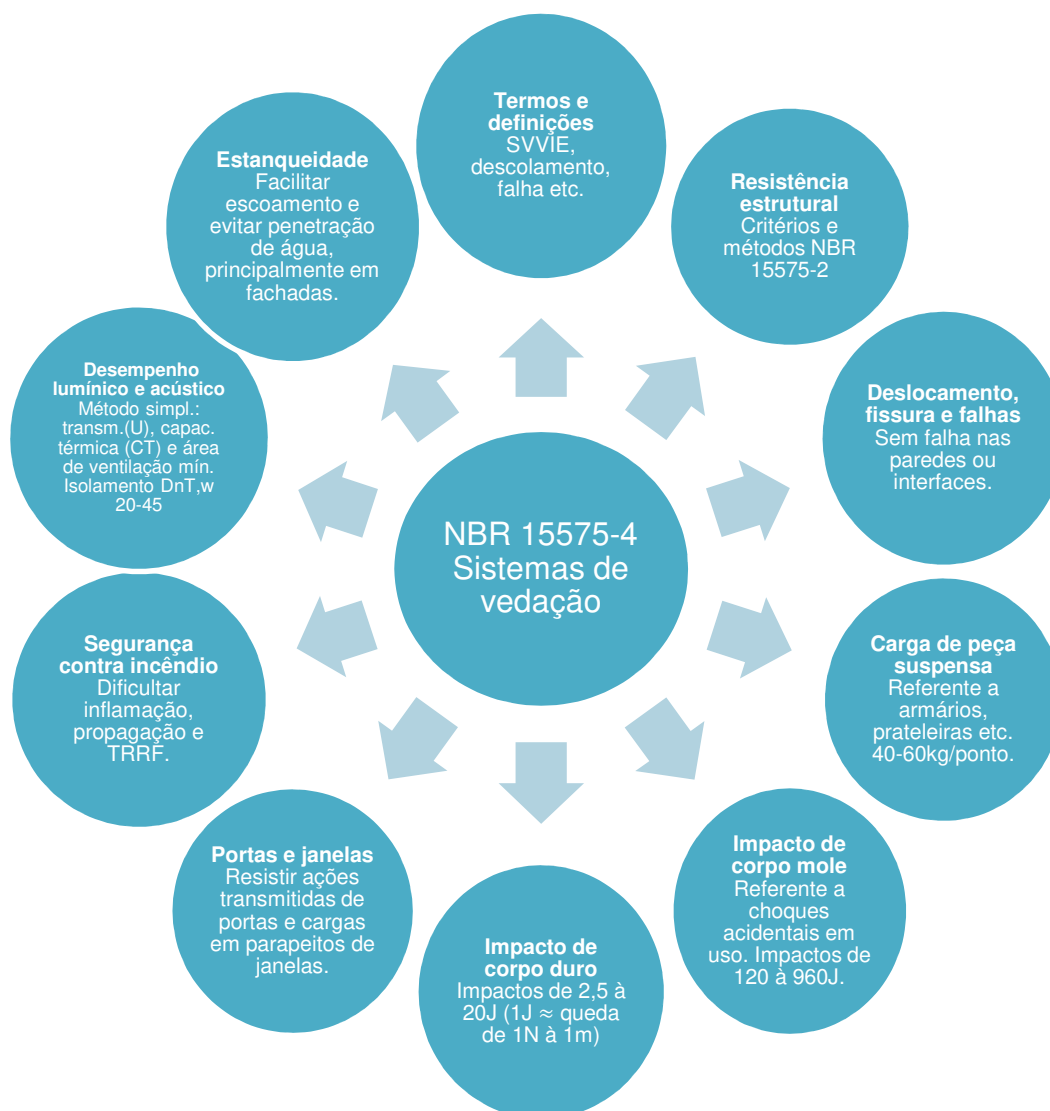 Termos e
definições
SVVIE,
descolamento,
falha etc.
Resistência
estrutural
Critérios e
métodos NBR
15575-2
Deslocamento,
fissura e falhas
Sem falha nas
paredes ou
interfaces.
Carga de peça
suspensa
Referente a
armários,
prateleiras etc.
40-60kg/ponto.
Impacto de
corpo mole
Referente a
choques
acidentais em
uso. Impactos de
120 à 960J.
Impacto de
corpo duro
Impactos de 2,5 à
20J (1J ≈ queda
de 1N à 1m)
Portas e janelas
Resistir ações
transmitidas de
portas e cargas
em parapeitos de
janelas.
Segurança
contra incêndio
Dificultar
inflamação,
propagação e
TRRF.
Desempenho
lumínico e acústico
Método simpl.:
transm.(U), capac.
térmica (CT) e área
de ventilação mín.
Isolamento DnT,w
20-45
Estanqueidade
Facilitar
escoamento e
evitar penetração
de água,
principalmente em
fachadas.
NBR 15575-4
Sistemas de
vedação